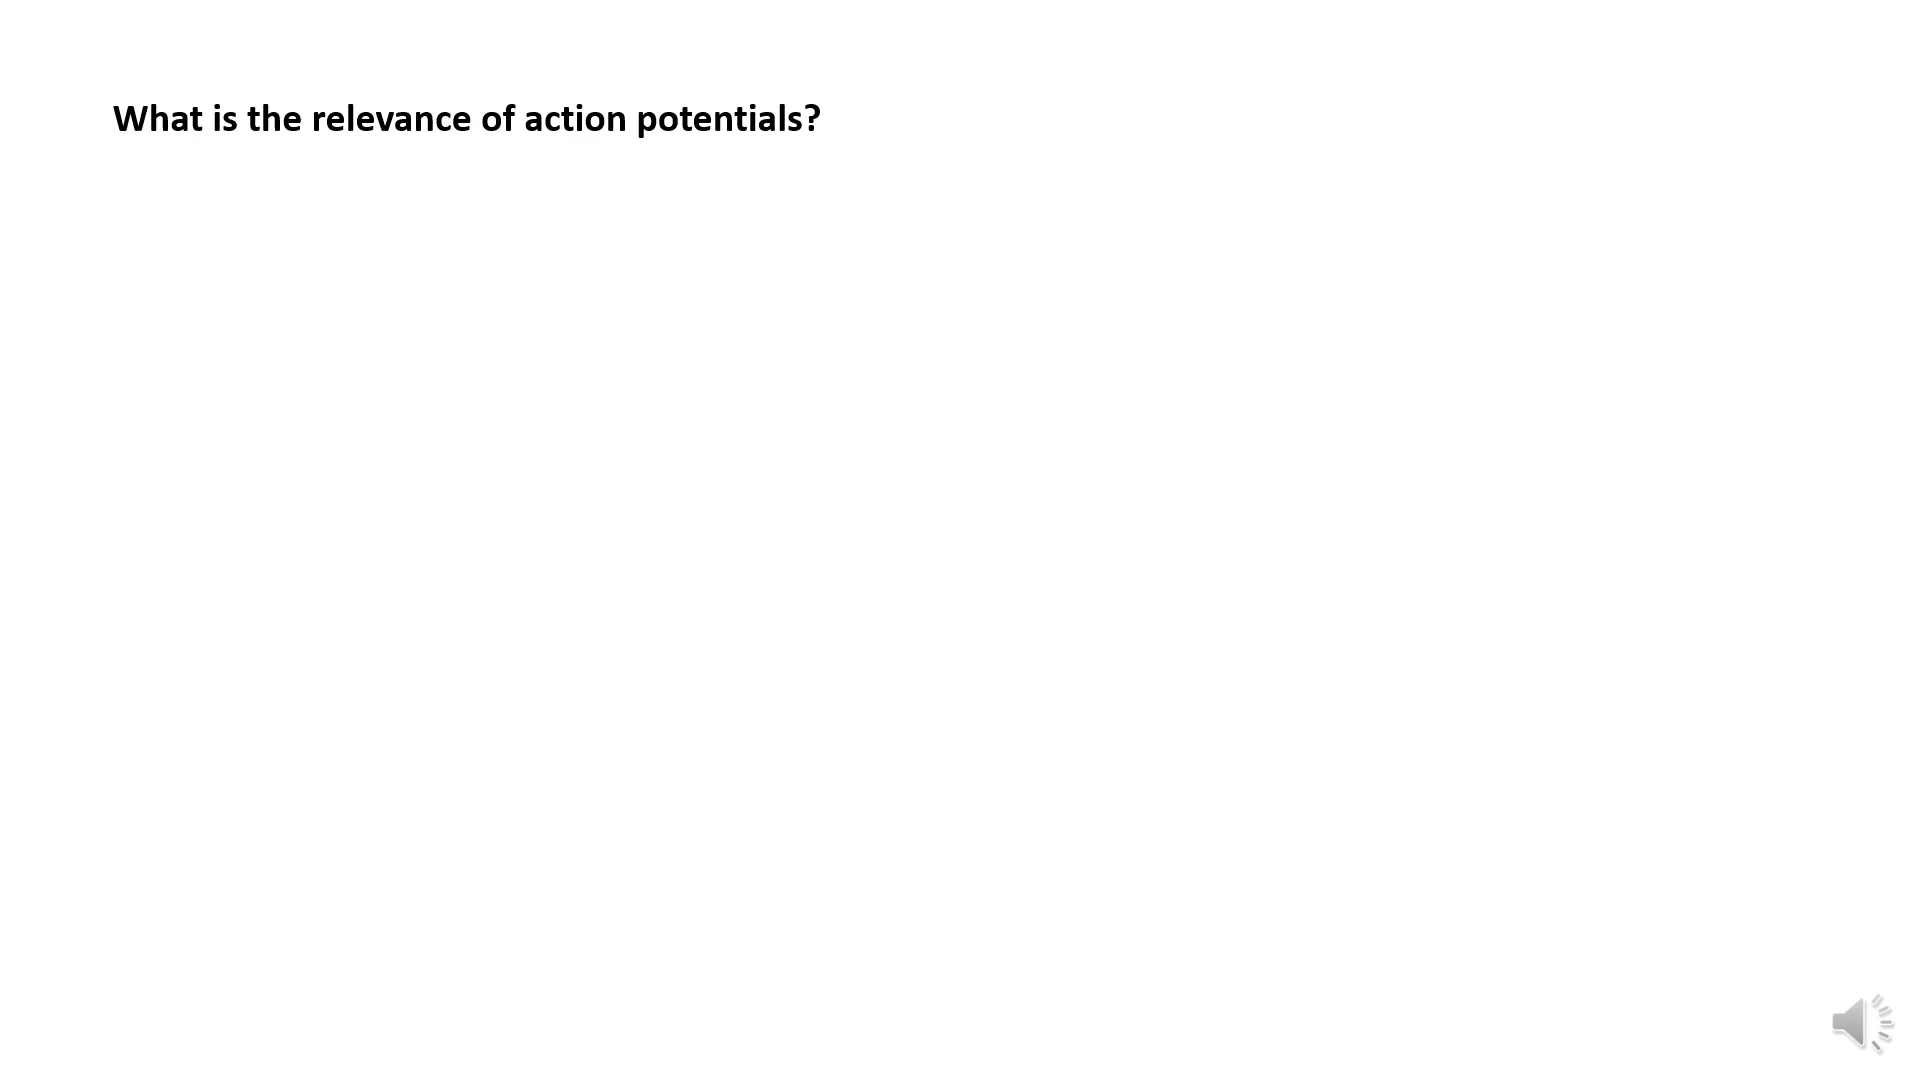 What is the relevance of action potentials?